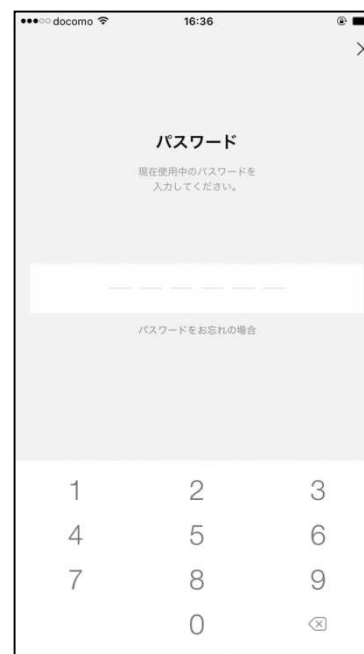 docomo 16:36
パスワード
現在使用中のパスワードを
入力してください。
パスワードをお忘れの場合
1 2 3
4 5 6
7 8 9
0